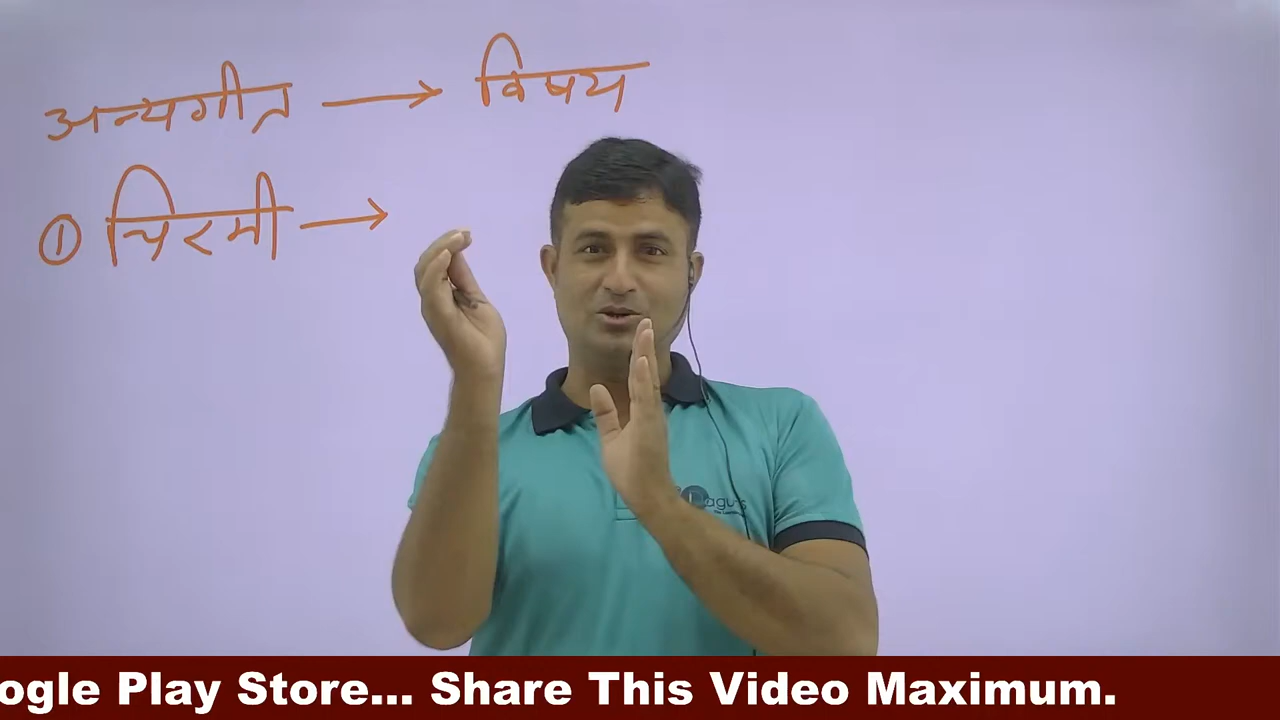 अन्यगीत → विषय
① चिरमी →
ogle Play Store... Share This Video Maximum.